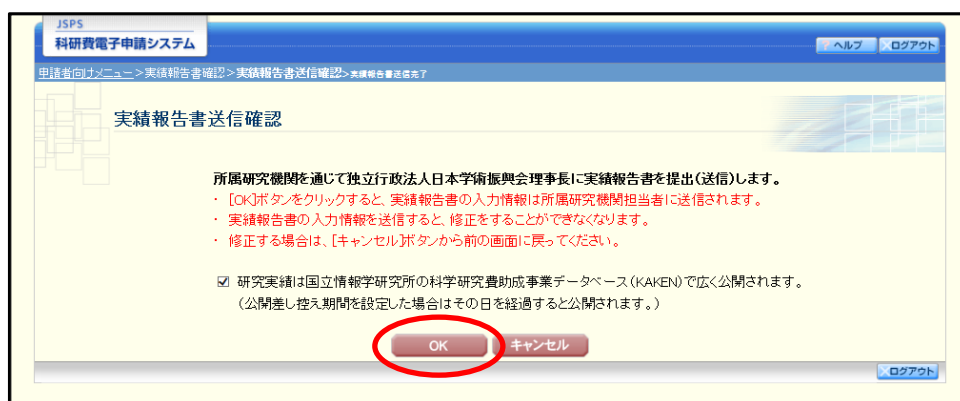 JSPS
科研費電子申請システム
? ヘルプ ログアウト
申請者向けメニュー>実績報告書確認>実績報告書送信確認>実績報告書送信完了
実績報告書送信確認
所属研究機関を通じて独立行政法人日本学術振興会理事長に実績報告書を提出(送信)します。
・ [OK]ボタンをクリックすると、実績報告書の入力情報は所属研究機関担当者に送信されます。
・ 実績報告書の入力情報を送信すると、修正をすることができなくなります。
・ 修正する場合は、[キャンセル]ボタンから前の画面に戻ってください。
研究実績は国立情報学研究所の科学研究費助成事業データベース(KAKEN)で広く公開されます。
(公開差し控え期間を設定した場合はその日を経過すると公開されます。)
OK キャンセル
ログアウト